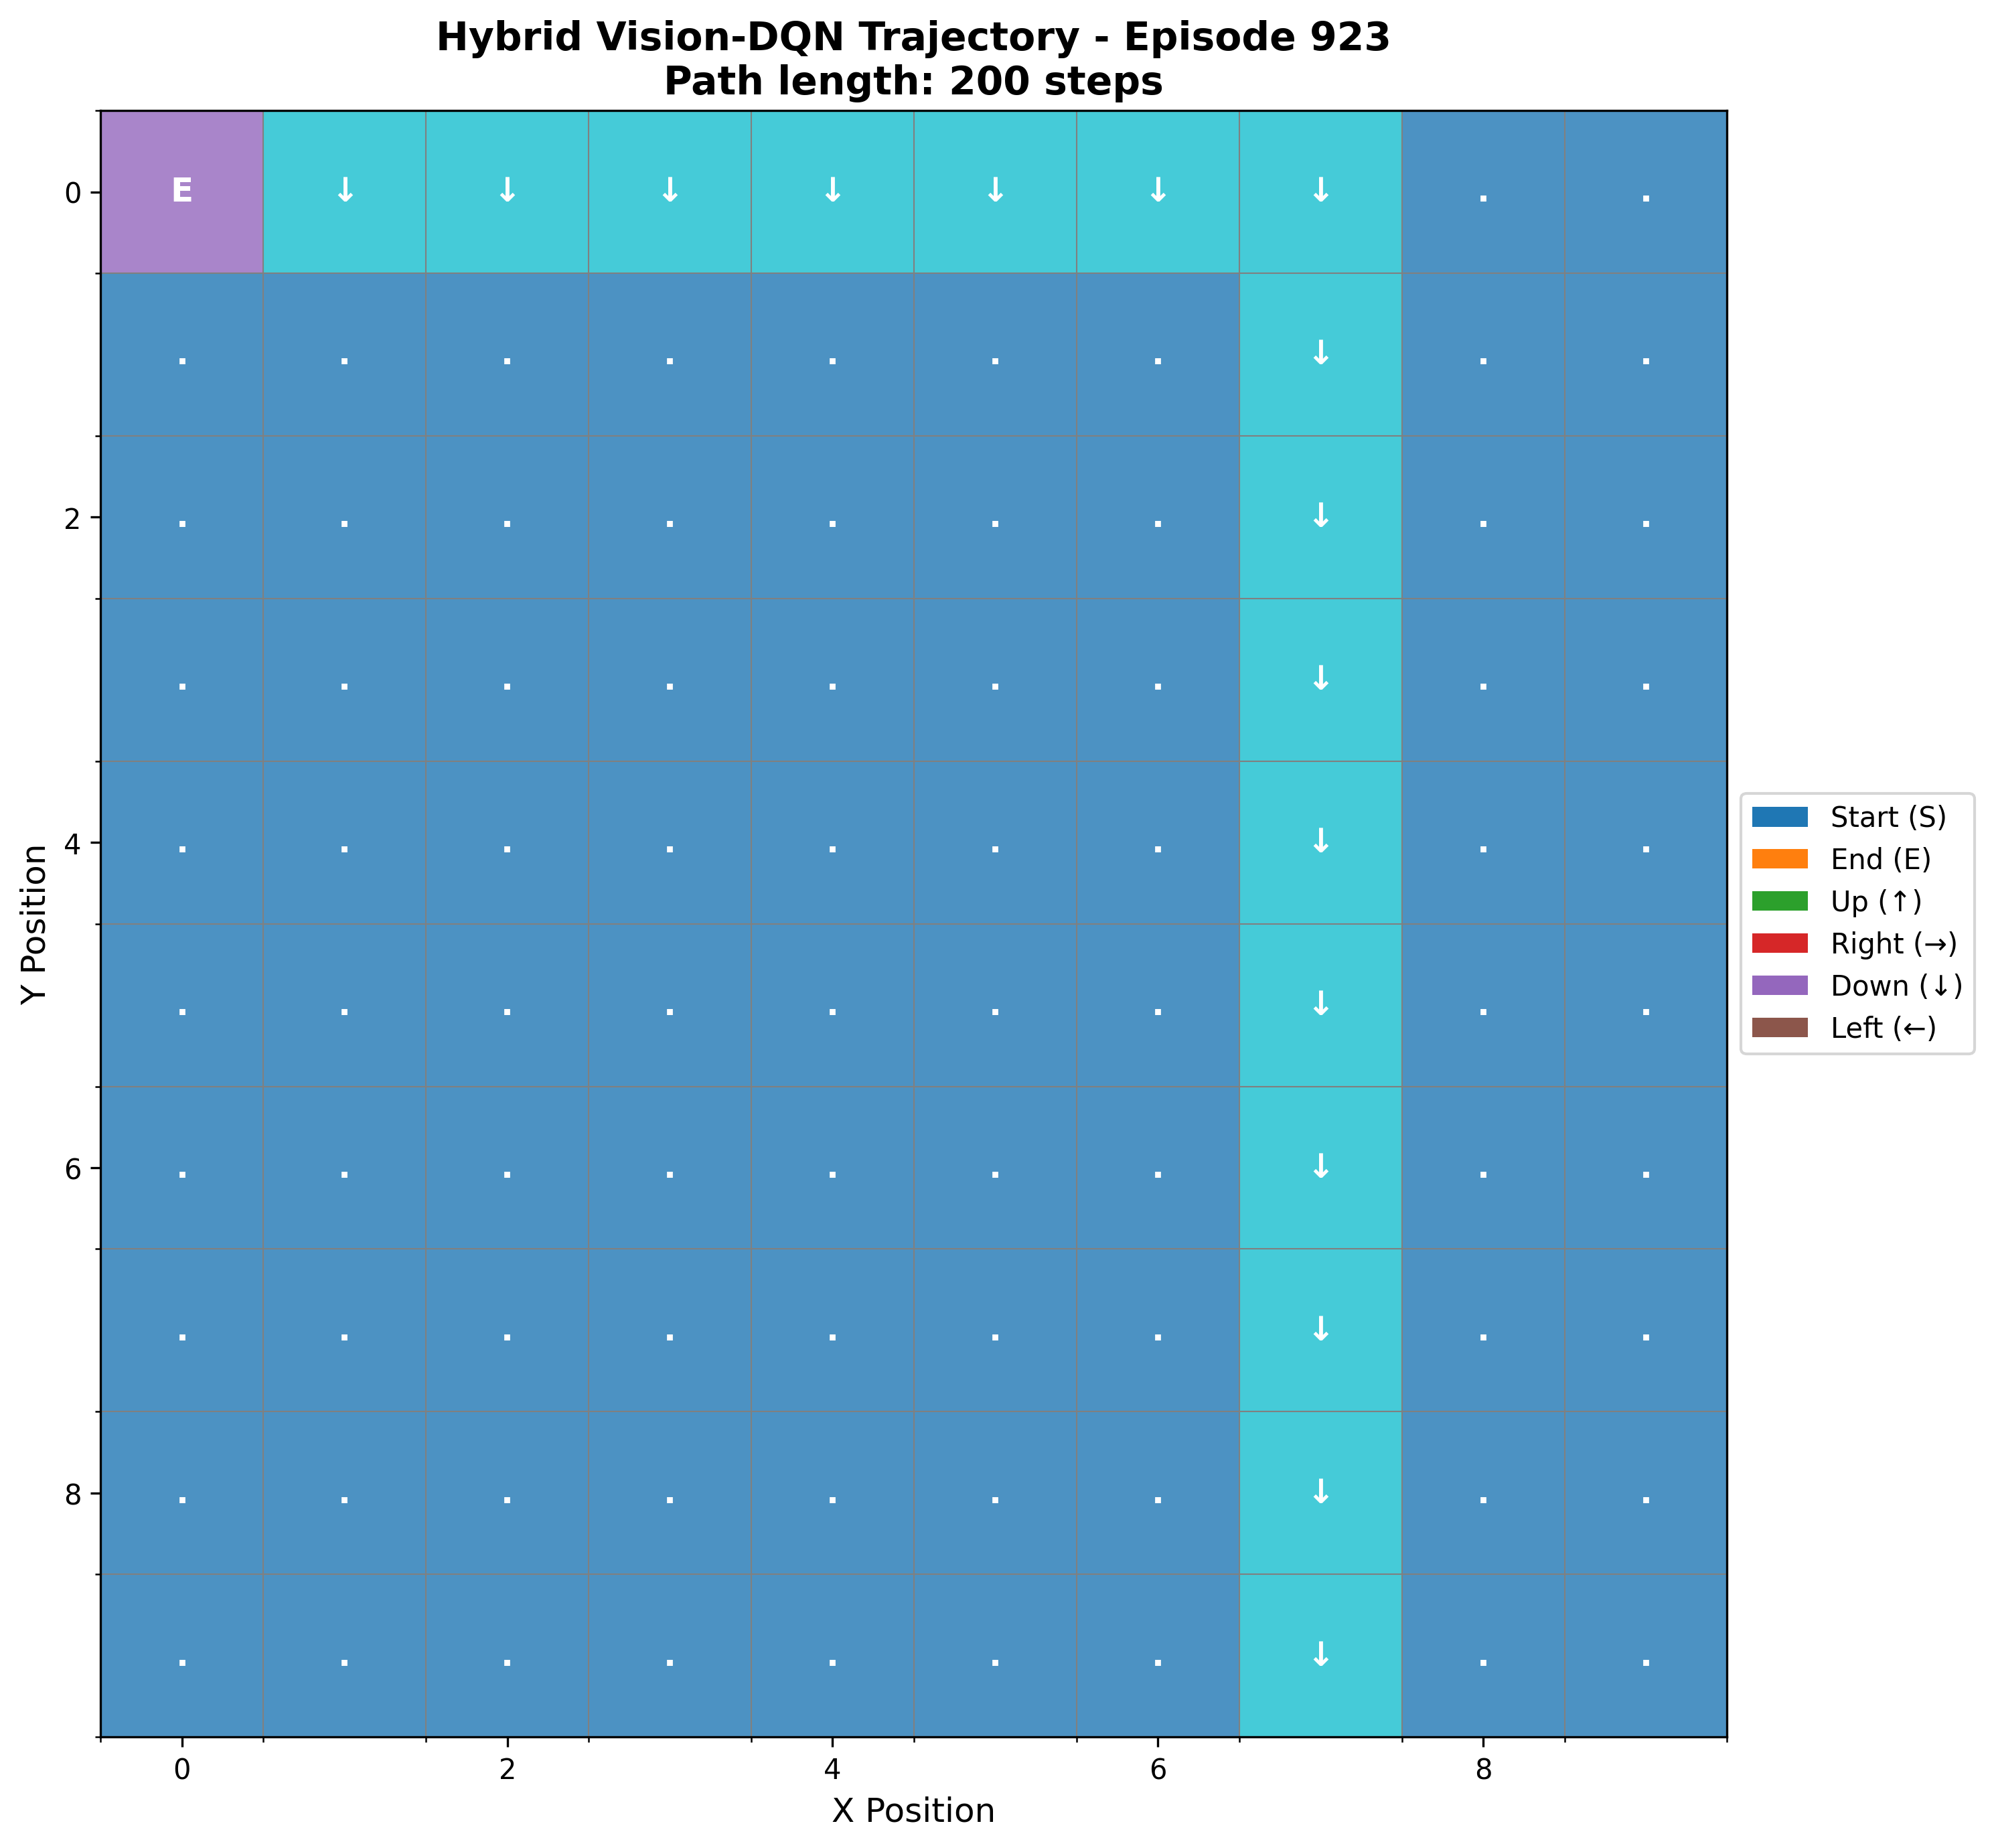 Hybrid Vision-DQN Trajectory - Episode 923
Path length: 200 steps
E ↓ ↓ ↓ ↓ ↓ ↓ ↓ . .
. . . . . . . ↓ . .
. . . . . . . ↓ . .
. . . . . . . ↓ . .
. . . . . . . ↓ . .
. . . . . . . ↓ . .
. . . . . . . ↓ . .
. . . . . . . ↓ . .
. . . . . . . ↓ . .
. . . . . . . ↓ . .
0
2
4
6
8
Y Position
0 2 4 6 8
X Position
Start (S)
End (E)
Up (↑)
Right (→)
Down (↓)
Left (←)